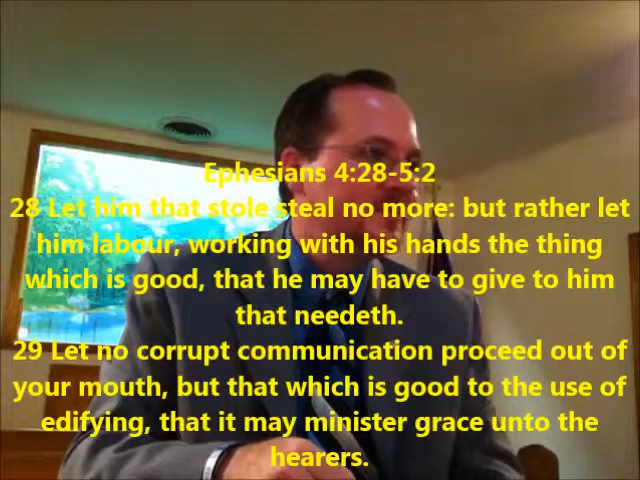 Ephesians 4:28-5:2
28 Let him that stole steal no more: but rather let
him labour, working with his hands the thing
which is good, that he may have to give to him
that needeth.
29 Let no corrupt communication proceed out of
your mouth, but that which is good to the use of
edifying, that it may minister grace unto the
hearers.